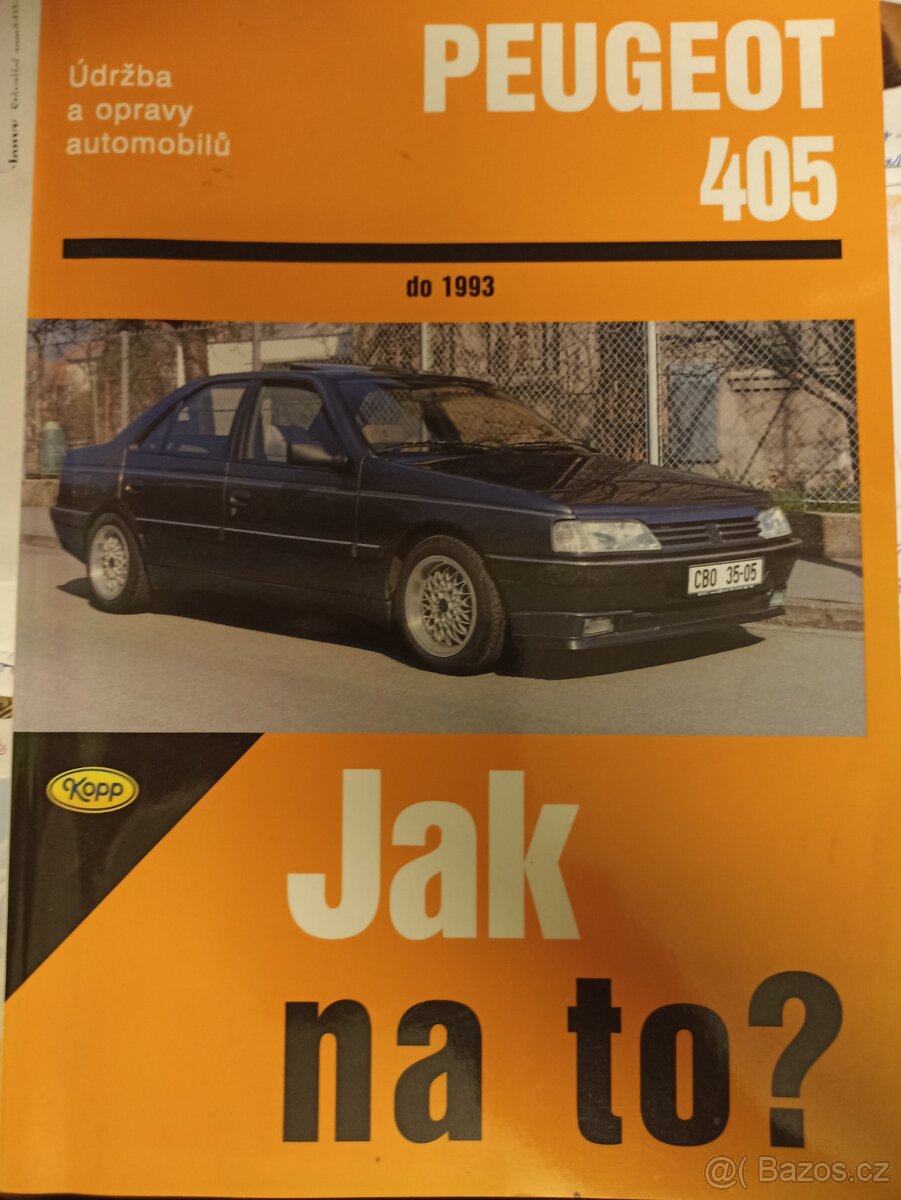 Údržba
a opravy
automobilů
PEUGEOT
405
do 1993
CBO 35-05
Kopp
Jak
na to?
@( Bazos.cz